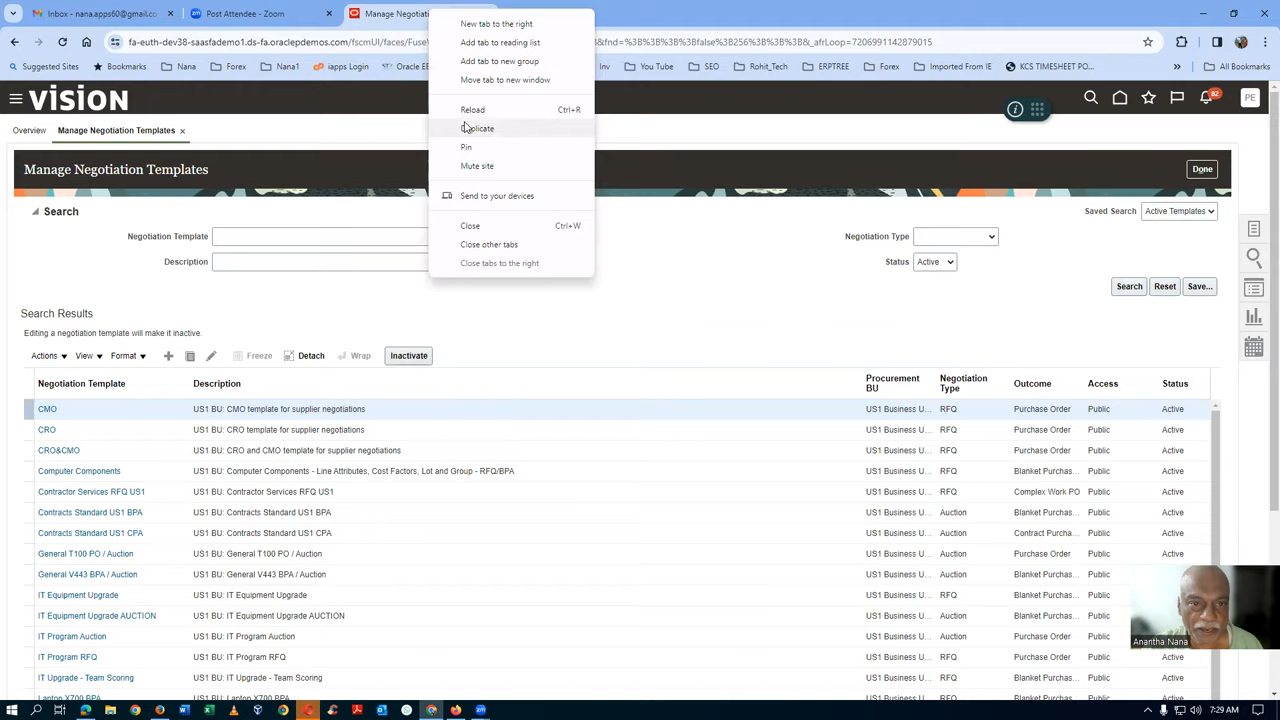 Inbox - nanaapps60@gmail.co
Post Attendee - Zoom
Manage Negotiatio
fa-euth-dev38-saasfademo1.ds-fa.oraclepdemos.com/fscmUI/faces/Fuse
&fnd=%3B%3B%3B%3Bfalse%3B256%3B%3B%3B&_afrLoop=7206991142879015
Suggested Sites
Bookmarks
Nana
Forex
Nana1
iapps Login
Oracle EE
You Tube
SEO
Rohit_Tech
ERPTREE
Forex
KCS TIMESHEET PO...
All Bookmarks
New tab to the right
Add tab to reading list
Add tab to new group
Move tab to new window
Reload Ctrl+R
Duplicate
Pin
Mute site
Send to your devices
Close Ctrl+W
Close other tabs
Close tabs to the right
VISION
82
PE
Overview
Manage Negotiation Templates
Manage Negotiation Templates
Done
Search
Saved Search Active Templates
Negotiation Template
Negotiation Type
Description
Status Active
Search Reset Save...
Search Results
Editing a negotiation template will make it inactive.
Actions View Format Freeze Detach Wrap Inactivate
Negotiation Template Description Procurement BU Negotiation Type Outcome Access Status
CMO US1 BU: CMO template for supplier negotiations US1 Business U... RFQ Purchase Order Public Active
CRO US1 BU: CRO template for supplier negotiations US1 Business U... RFQ Purchase Order Public Active
CRO&CMO US1 BU: CRO and CMO template for supplier negotiations US1 Business U... RFQ Purchase Order Public Active
Computer Components US1 BU: Computer Components - Line Attributes, Cost Factors, Lot and Group - RFQ/BPA US1 Business U... RFQ Blanket Purchas... Public Active
Contractor Services RFQ US1 US1 BU: Contractor Services RFQ US1 US1 Business U... RFQ Complex Work PO Public Active
Contracts Standard US1 BPA US1 BU: Contracts Standard US1 BPA US1 Business U... Auction Blanket Purchas... Public Active
Contracts Standard US1 CPA US1 BU: Contracts Standard US1 CPA US1 Business U... Auction Contract Purcha... Public Active
General T100 PO / Auction US1 BU: General T100 PO / Auction US1 Business U... Auction Purchase Order Public Active
General V443 BPA / Auction US1 BU: General V443 BPA / Auction US1 Business U... Auction Blanket Purchas... Public Active
IT Equipment Upgrade US1 BU: IT Equipment Upgrade US1 Business U... RFQ Blanket Purchas...
IT Equipment Upgrade AUCTION US1 BU: IT Equipment Upgrade AUCTION US1 Business U... Auction Blanket Purchas...
IT Program Auction US1 BU: IT Program Auction US1 Business U... Auction Purchase Order Public
Anantha Nana
IT Program RFQ US1 BU: IT Program RFQ US1 Business U... RFQ Purchase Order Public Active
IT Upgrade - Team Scoring US1 BU: IT Upgrade - Team Scoring US1 Business U... RFQ Blanket Purchas... Public Active
Laptop X700 BPA US1 BU: Laptop X700 BPA US1 Business U... RFQ Blanket Purchas... Public Active
7:29 AM